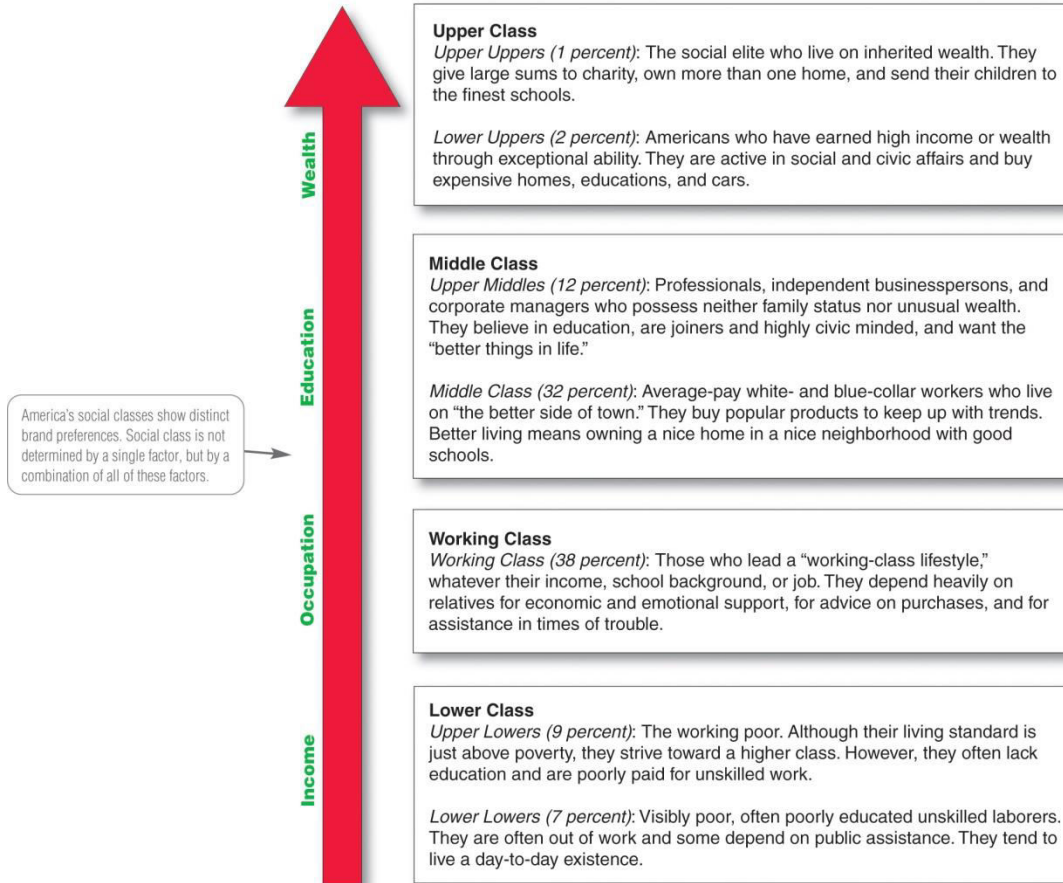 Upper Class
Upper Uppers (1 percent): The social elite who live on inherited wealth. They
give large sums to charity, own more than one home, and send their children to
the finest schools.
Lower Uppers (2 percent): Americans who have earned high income or wealth
through exceptional ability. They are active in social and civic affairs and buy
expensive homes, educations, and cars.
Wealth
Middle Class
Upper Middles (12 percent): Professionals, independent businesspersons, and
corporate managers who possess neither family status nor unusual wealth.
They believe in education, are joiners and highly civic minded, and want the
“better things in life.”
Middle Class (32 percent): Average-pay white- and blue-collar workers who live
on “the better side of town.” They buy popular products to keep up with trends.
Better living means owning a nice home in a nice neighborhood with good
schools.
Education
America’s social classes show distinct
brand preferences. Social class is not
determined by a single factor, but by a
combination of all of these factors.
Working Class
Working Class (38 percent): Those who lead a “working-class lifestyle,”
whatever their income, school background, or job. They depend heavily on
relatives for economic and emotional support, for advice on purchases, and for
assistance in times of trouble.
Occupation
Lower Class
Upper Lowers (9 percent): The working poor. Although their living standard is
just above poverty, they strive toward a higher class. However, they often lack
education and are poorly paid for unskilled work.
Lower Lowers (7 percent): Visibly poor, often poorly educated unskilled laborers.
They are often out of work and some depend on public assistance. They tend to
live a day-to-day existence.
Income